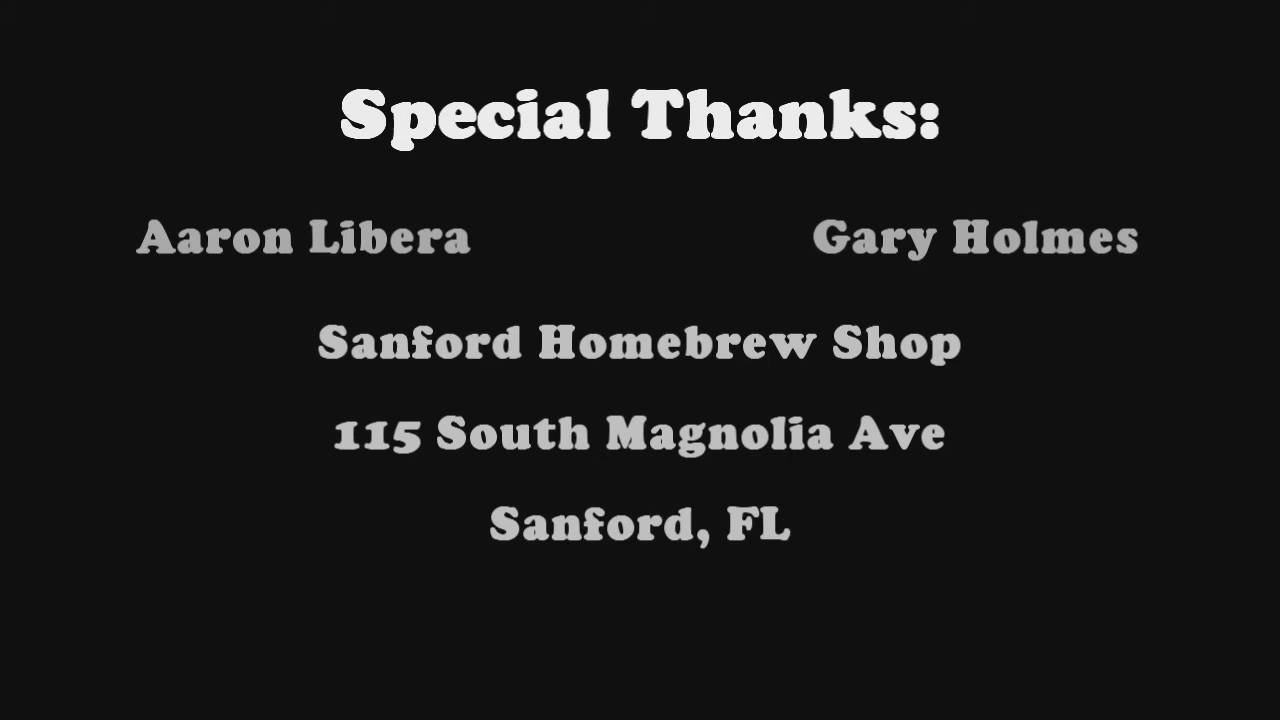 Special Thanks:
Aaron Libera Gary Holmes
Sanford Homebrew Shop
115 South Magnolia Ave
Sanford, FL